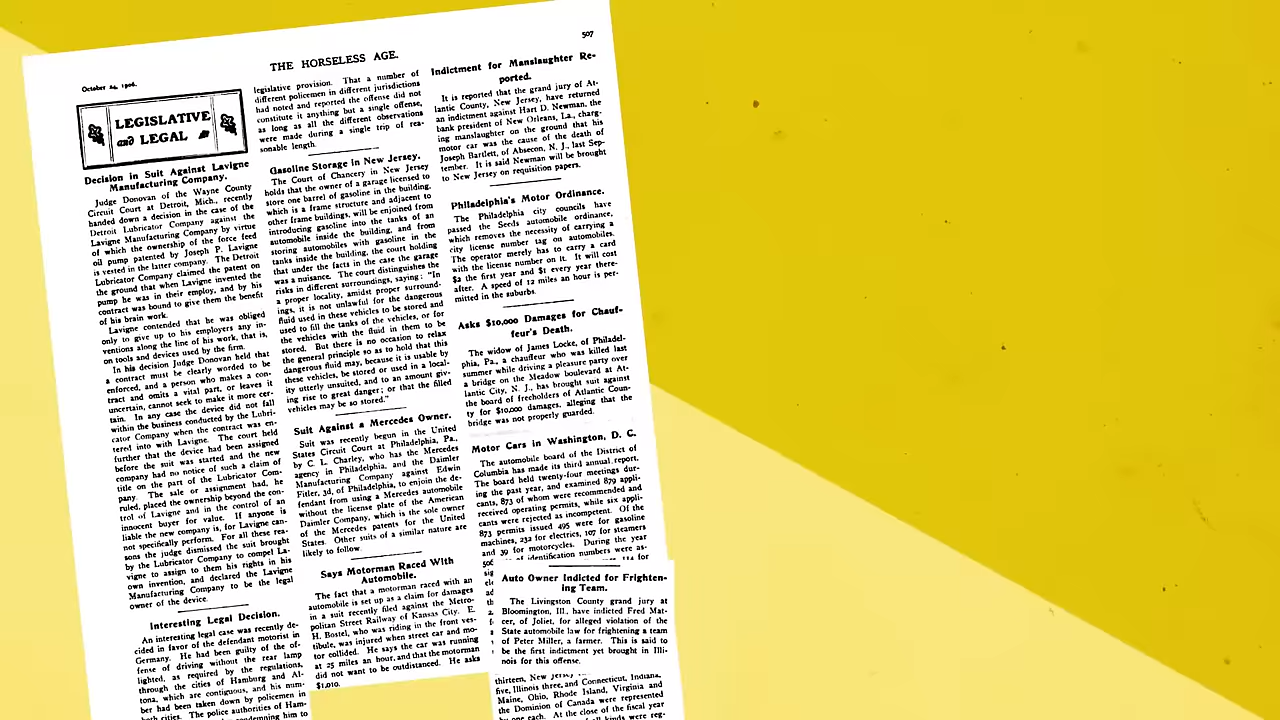 507
October 24, 1906.
THE HORSELESS AGE.
LEGISLATIVE
and LEGAL
Decision in Suit Against Lavigne
Manufacturing Company.
Judge Donovan of the Wayne County
Circuit Court at Detroit, Mich., recently
handed down a decision in the case of the
Detroit Lubricator Company against the
Lavigne Manufacturing Company by virtue
of which the ownership of the force feed
oil pump patented by Joseph P. Lavigne
is vested in the latter company. The Detroit
Lubricator Company claimed the patent on
the ground that when Lavigne invented the
pump he was in their employ, and by his
contract was bound to give them the benefit
of his brain work.
Lavigne contended that he was obliged
only to give up to his employers any in-
ventions along the line of his work, that is,
on tools and devices used by the firm.
In his decision Judge Donovan held that
a contract must be clearly worded to be
enforced, and a person who makes a con-
tract and omits a vital part, or leaves it
uncertain, cannot seek to make it more cer-
tain. In any case the device did not fall
within the business conducted by the Lubri-
cator Company when the contract was en-
tered into with Lavigne. The court held
further that the device had been assigned
before the suit was started and the new
company had no notice of such a claim of
title on the part of the Lubricator Com-
pany. The sale or assignment had, he
ruled, placed the ownership beyond the con-
trol of Lavigne and in the control of an
innocent buyer for value. If anyone is
liable the new company is, for Lavigne can-
not specifically perform. For all these rea-
sons the judge dismissed the suit brought
by the Lubricator Company to compel La-
vigne to assign to them his rights in his
own invention, and declared the Lavigne
Manufacturing Company to be the legal
owner of the device.
Interesting Legal Decision.
An interesting legal case was recently de-
cided in favor of the defendant motorist in
Germany. He had been guilty of the of-
fense of driving without the rear lamp
lighted, as required by the regulations,
through the cities of Hamburg and Al-
tona, which are contiguous, and his num-
ber had been taken down by policemen in
both cities. The police authorities of Ham-
condemning him to
legislative provision. That a number of
different policemen in different jurisdictions
had noted and reported the offense did not
constitute it anything but a single offense,
as long as all the different observations
were made during a single trip of rea-
sonable length.
Gasoline Storage in New Jersey.
The Court of Chancery in New Jersey
holds that the owner of a garage licensed to
store one barrel of gasoline in the building,
which is a frame structure and adjacent to
other frame buildings, will be enjoined from
introducing gasoline into the tanks of an
automobile inside the building, and from
storing automobiles with gasoline in the
tanks inside the building, the court holding
that under the facts in the case the garage
was a nuisance. The court distinguishes the
risks in different surroundings, saying: "In
a proper locality, amidst proper surround-
ings, it is not unlawful for the dangerous
fluid used in these vehicles to be stored and
used to fill the tanks of the vehicles, or for
the vehicles with the fluid in them to be
stored. But there is no occasion to relax
the general principle so as to hold that this
dangerous fluid may, because it is usable by
these vehicles, be stored or used in a local-
ity utterly unsuited, and to an amount giv-
ing rise to great danger; or that the filled
vehicles may be so stored."
Suit Against a Mercedes Owner.
Suit was recently begun in the United
States Circuit Court at Philadelphia, Pa.,
by C. L. Charley, who has the Mercedes
agency in Philadelphia, and the Daimler
Manufacturing Company against Edwin
Fitler, 3d, of Philadelphia, to enjoin the de-
fendant from using a Mercedes automobile
without the license plate of the American
Daimler Company, which is the sole owner
of the Mercedes patents for the United
States. Other suits of a similar nature are
likely to follow.
Says Motorman Raced With
Automobile.
The fact that a motorman raced with an
automobile is set up as a claim for damages
in a suit recently filed against the Metro-
politan Street Railway of Kansas City. E.
H. Bostel, who was riding in the front ves-
tibule, was injured when street car and mo-
tor collided. He says the car was running
at 25 miles an hour, and that the motorman
did not want to be outdistanced. He asks
$1,010.
Indictment for Manslaughter Re-
ported.
It is reported that the grand jury of At-
lantic County, New Jersey, have returned
an indictment against Hart D. Newman, the
bank president of New Orleans, La., charg-
ing manslaughter on the ground that his
motor car was the cause of the death of
Joseph Bartlett, of Absecon, N. J., last Sep-
tember. It is said Newman will be brought
to New Jersey on requisition papers.
Philadelphia's Motor Ordinance.
The Philadelphia city councils have
passed the Seeds automobile ordinance,
which removes the necessity of carrying a
city license number tag on automobiles.
The operator merely has to carry a card
with the license number on it. It will cost
$2 the first year and $1 every year there-
after. A speed of 12 miles an hour is per-
mitted in the suburbs.
Asks $10,000 Damages for Chauf-
feur's Death.
The widow of James Locke, of Philadel-
phia, Pa., a chauffeur who was killed last
summer while driving a pleasure party over
a bridge on the Meadow boulevard at At-
lantic City, N. J., has brought suit against
the board of freeholders of Atlantic Coun-
ty for $10,000 damages, alleging that the
bridge was not properly guarded.
Motor Cars in Washington, D. C.
The automobile board of the District of
Columbia has made its third annual report.
The board held twenty-four meetings dur-
ing the past year, and examined 879 appli-
cants, 873 of whom were recommended and
received operating permits, while six appli-
cants were rejected as incompetent. Of the
873 permits issued 495 were for gasoline
machines, 232 for electrics, 107 for steamers
and 39 for motorcycles. During the year
of identification numbers were as-
114 for
Auto Owner Indicted for Frighten-
ing Team.
The Livingston County grand jury at
Bloomington, Ill., have indicted Fred Mat-
cer, of Joliet, for alleged violation of the
State automobile law for frightening a team
of Peter Miller, a farmer. This is said to
be the first indictment yet brought in Illi-
nois for this offense.
thirteen, New Jersey
five, Illinois three, and Connecticut, Indiana,
Maine, Ohio, Rhode Island, Virginia and
the Dominion of Canada were represented
by one each. At the close of the fiscal year
of all kinds were reg-